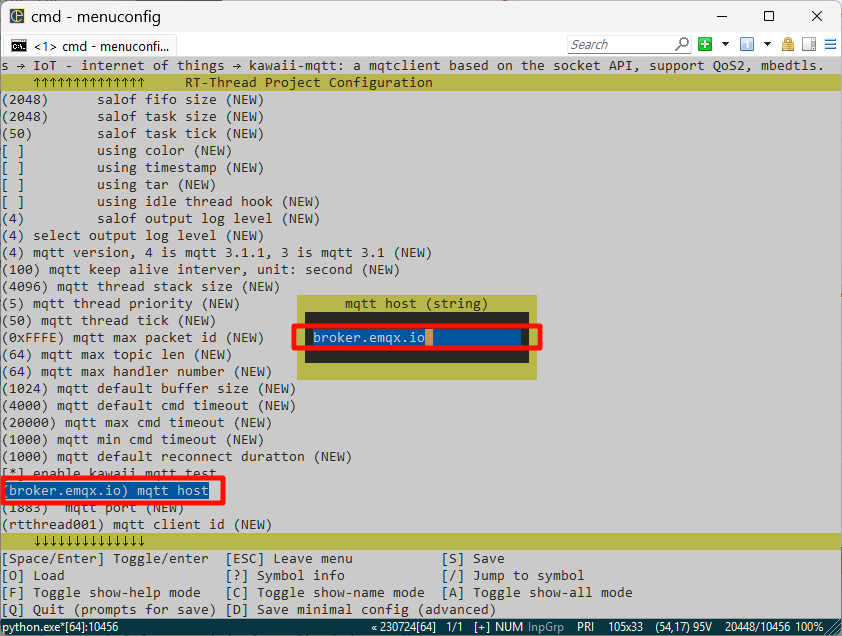 cmd - menuconfig
<1> cmd - menuconfi...
Search
s → IoT - internet of things → kawaii-mqtt: a mqtclient based on the socket API, support QoS2, mbedtls.
↑↑↑↑↑↑↑↑↑↑↑↑↑↑ RT-Thread Project Configuration
(2048) salof fifo size (NEW)
(2048) salof task size (NEW)
(50) salof task tick (NEW)
[ ] using color (NEW)
[ ] using timestamp (NEW)
[ ] using tar (NEW)
[ ] using idle thread hook (NEW)
(4) salof output log level (NEW)
(4) select output log level (NEW)
(4) mqtt version, 4 is mqtt 3.1.1, 3 is mqtt 3.1 (NEW)
(100) mqtt keep alive interver, unit: second (NEW)
(4096) mqtt thread stack size (NEW)
(5) mqtt thread priority (NEW)
mqtt host (string)
(50) mqtt thread tick (NEW)
(0xFFFE) mqtt max packet id (NEW)
broker.emqx.io
(64) mqtt max topic len (NEW)
(64) mqtt max handler number (NEW)
(1024) mqtt default buffer size (NEW)
(4000) mqtt default cmd timeout (NEW)
(20000) mqtt max cmd timeout (NEW)
(1000) mqtt min cmd timeout (NEW)
(1000) mqtt default reconnect duratton (NEW)
[*] enable kawaii mqtt test
(broker.emqx.io) mqtt host
(1883) mqtt port (NEW)
(rtthread001) mqtt client id (NEW)
↓↓↓↓↓↓↓↓↓↓↓↓↓↓
[Space/Enter] Toggle/enter [ESC] Leave menu [S] Save
[O] Load [?] Symbol info [/] Jump to symbol
[F] Toggle show-help mode [C] Toggle show-name mode [A] Toggle show-all mode
[Q] Quit (prompts for save) [D] Save minimal config (advanced)
python.exe*[64]:10456 « 230724[64] 1/1 [+] NUM InpGrp PRI 105x33 (54,17) 95V 20448/10456 100%